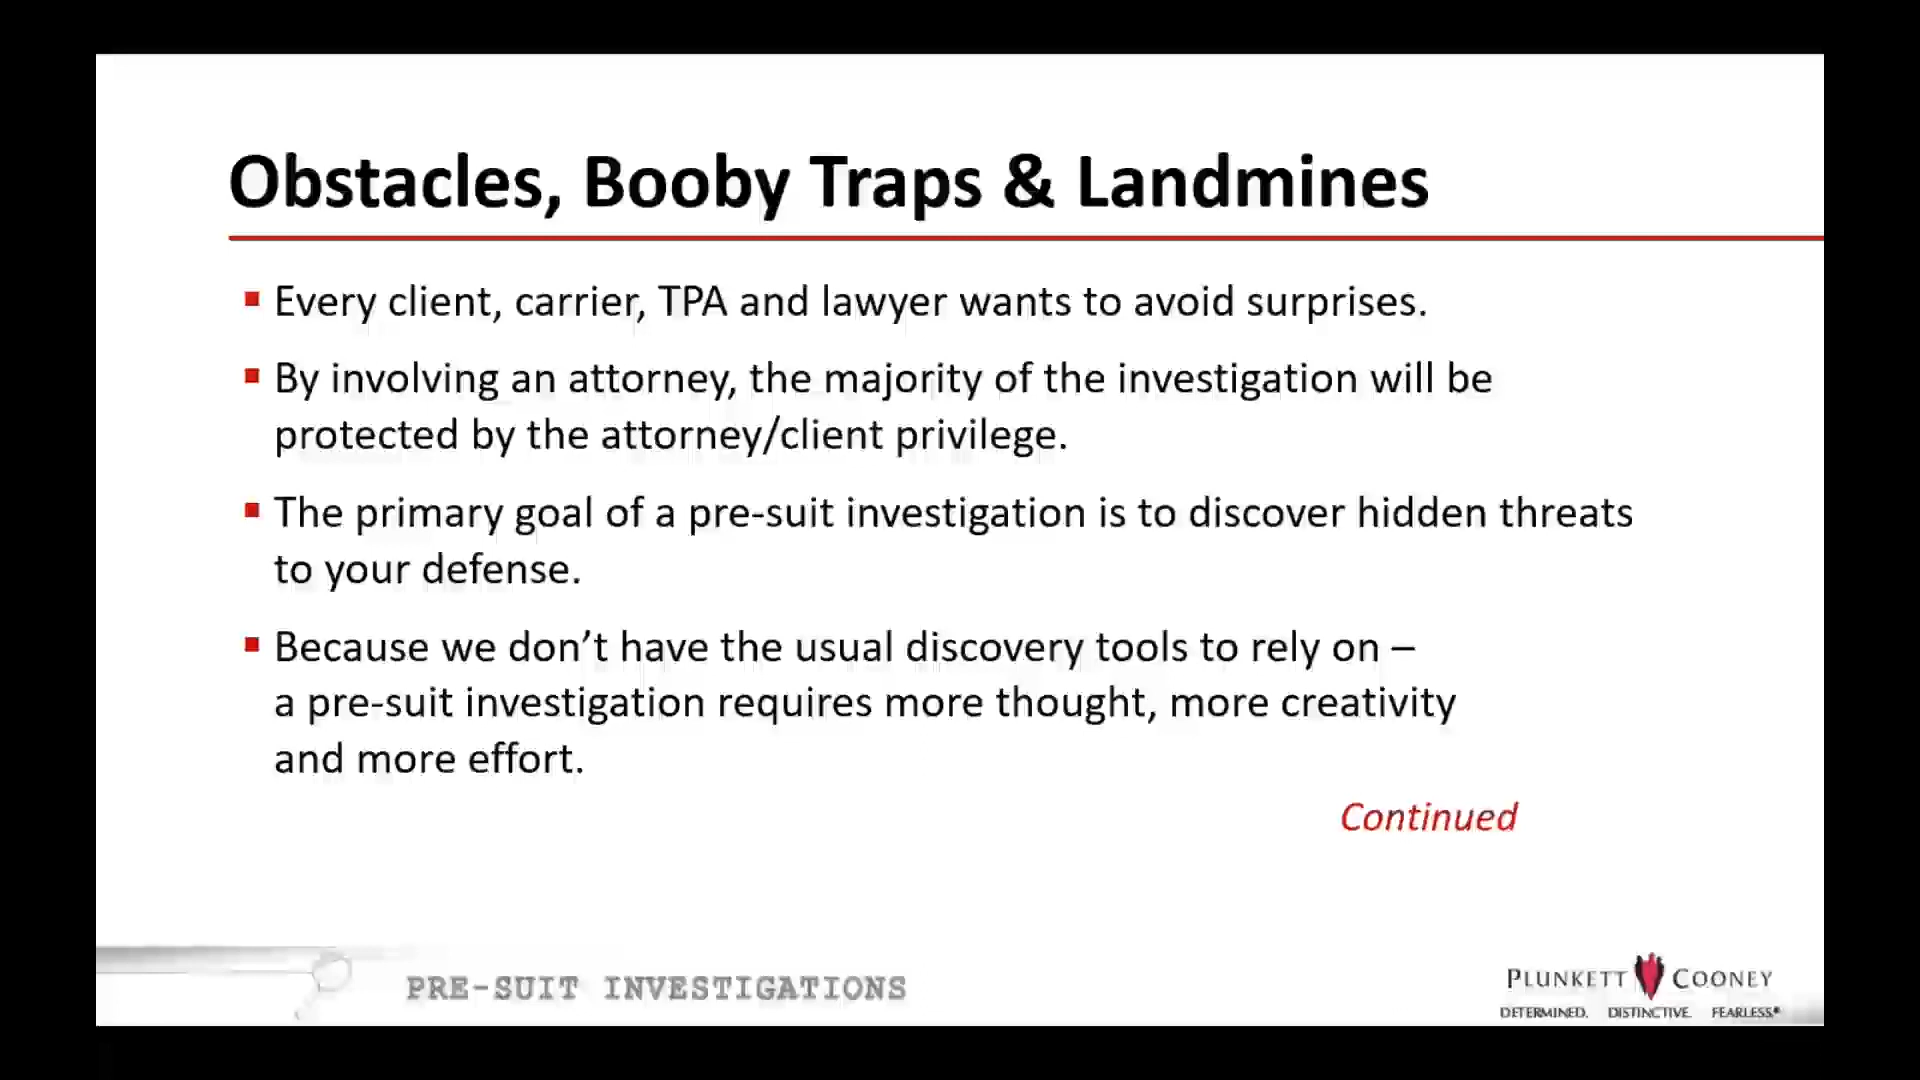 Obstacles, Booby Traps & Landmines
Every client, carrier, TPA and lawyer wants to avoid surprises.
By involving an attorney, the majority of the investigation will be
protected by the attorney/client privilege.
The primary goal of a pre-suit investigation is to discover hidden threats
to your defense.
Because we don’t have the usual discovery tools to rely on –
a pre-suit investigation requires more thought, more creativity
and more effort.
Continued
PRE-SUIT INVESTIGATIONS
PLUNKETT COONEY
DETERMINED. DISTINCTIVE. FEARLESS.®